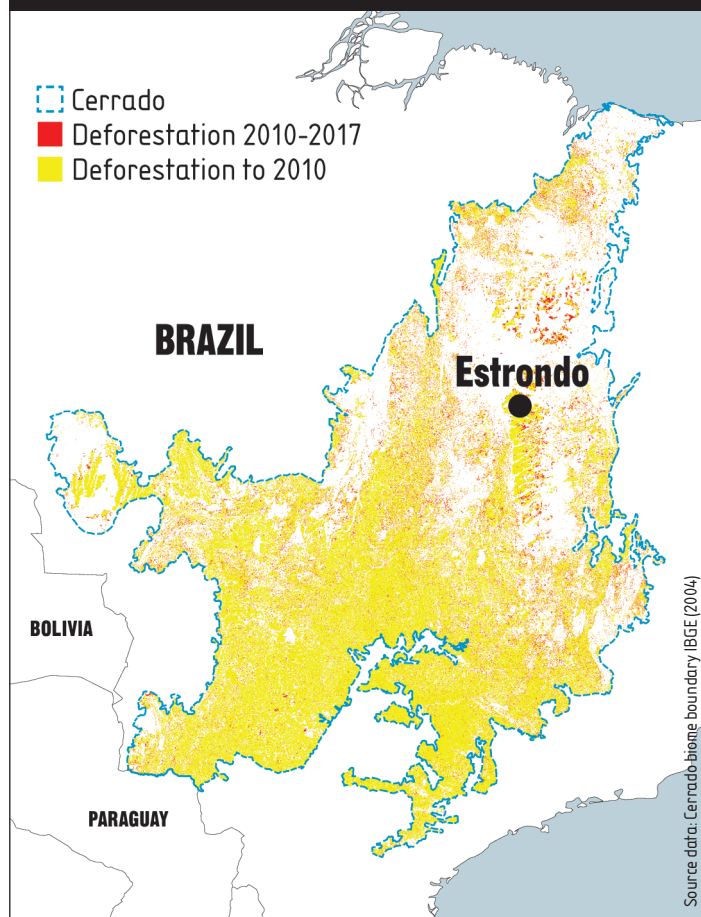 Cerrado
Deforestation 2010-2017
Deforestation to 2010
BRAZIL
Estrondo
BOLIVIA
PARAGUAY
Source data: Cerrado biome boundary IBGE (2004)